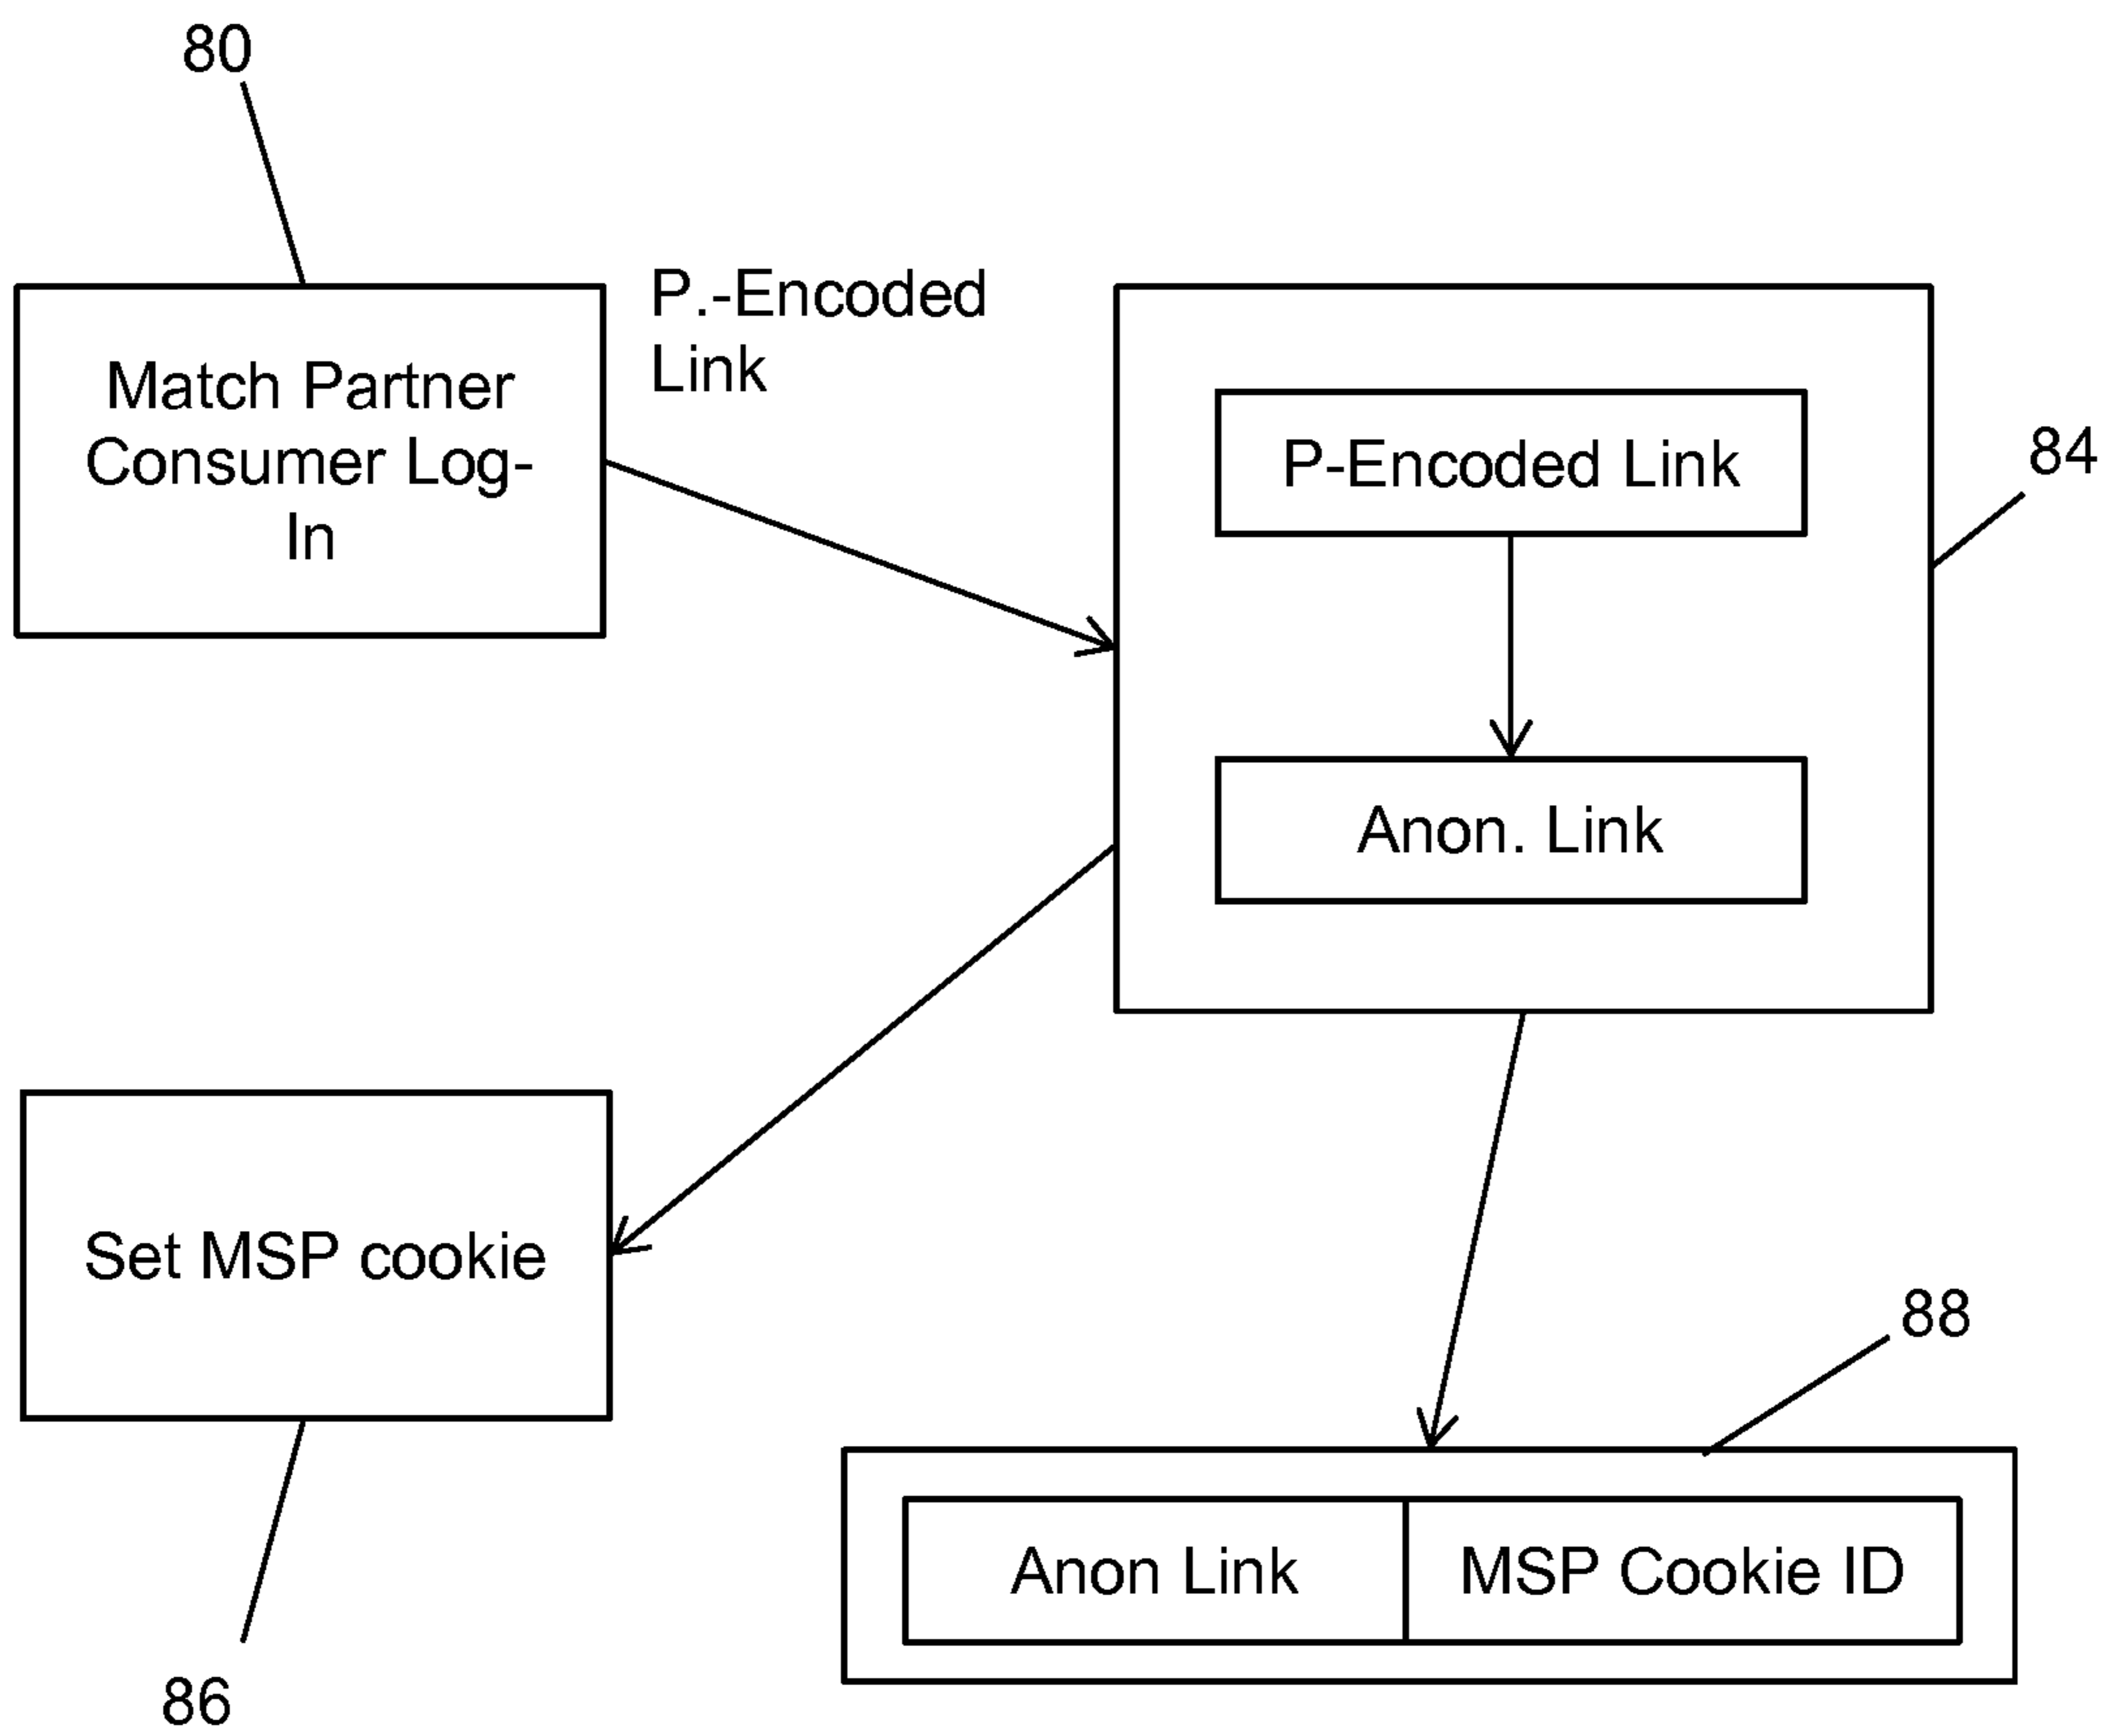 80
P.-Encoded
Link
Match Partner
Consumer Log-
In
P-Encoded Link
84
Anon. Link
Set MSP cookie
88
Anon Link
MSP Cookie ID
86